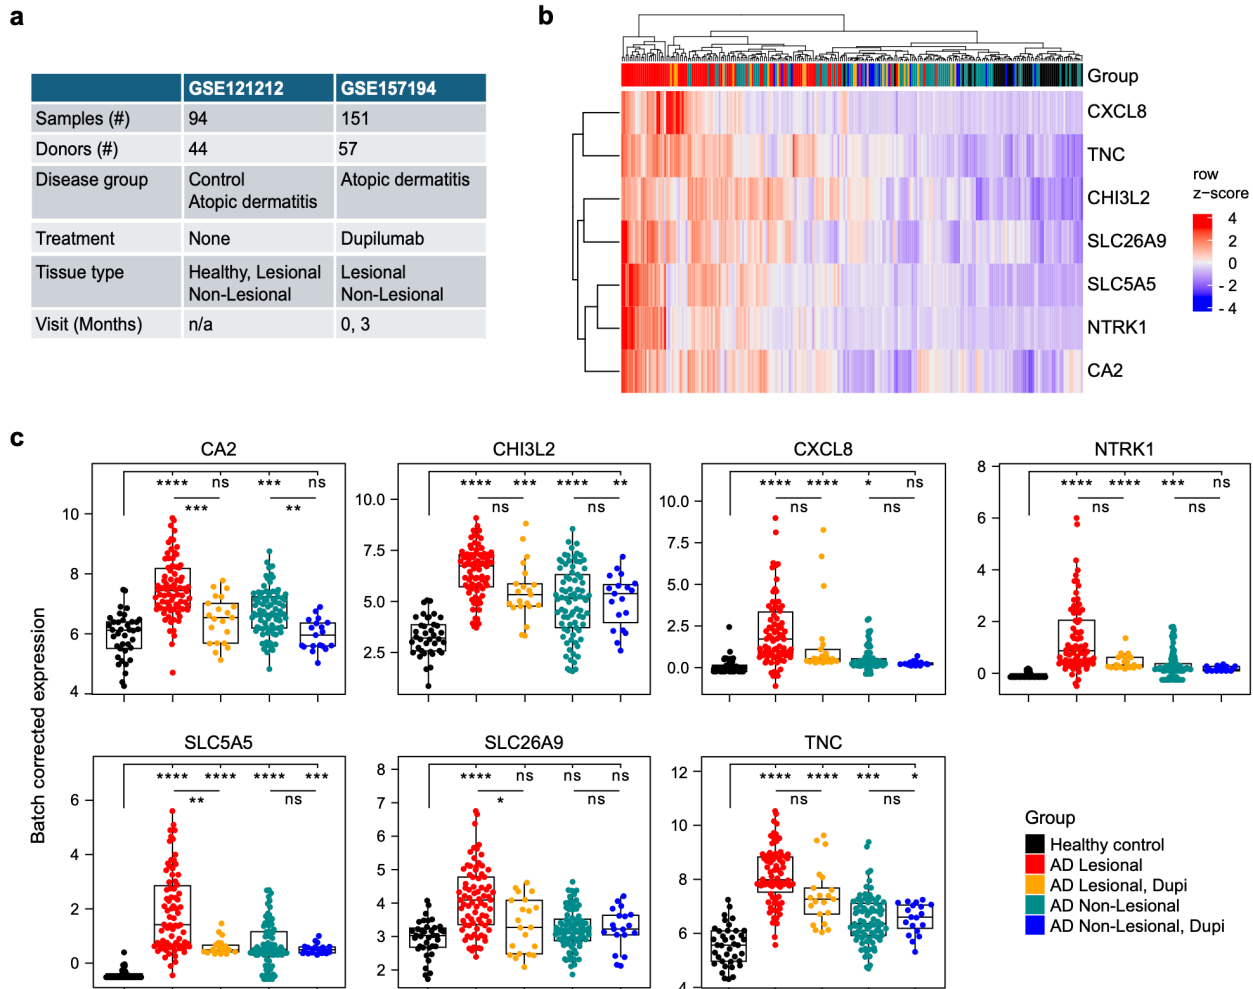 a
GSE121212 GSE157194
Samples (#) 94 151
Donors (#) 44 57
Disease group Control Atopic dermatitis
Atopic dermatitis
Treatment None Dupilumab
Tissue type Healthy, Lesional Lesional
Non-Lesional Non-Lesional
Visit (Months) n/a 0, 3
b
Group
CXCL8
TNC
CHI3L2
SLC26A9
SLC5A5
NTRK1
CA2
row
z-score
4
2
0
- 2
- 4
c
Batch corrected expression
CA2
**** ns *** ns
*** **
10
8
6
4
CHI3L2
**** *** **** **
ns ns
10.0
7.5
5.0
2.5
CXCL8
**** **** * ns
ns ns
10.0
7.5
5.0
2.5
0.0
NTRK1
**** **** *** ns
ns ns
8
6
4
2
0
SLC5A5
**** **** **** ***
** ns
6
4
2
0
SLC26A9
**** ns ns ns
* ns
8
7
6
5
4
3
2
TNC
**** **** *** *
ns ns
12
10
8
6
4
Group
Healthy control
AD Lesional
AD Lesional, Dupi
AD Non-Lesional
AD Non-Lesional, Dupi